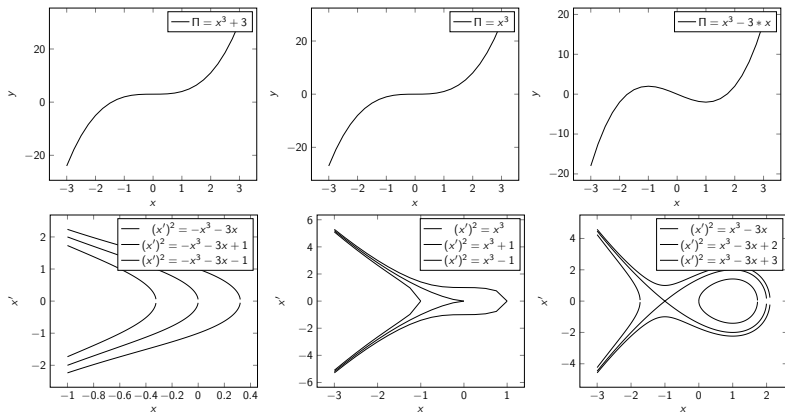 Π = x³ + 3
20
0
−20
y
−3 −2 −1 0 1 2 3
x
Π = x³
20
0
−20
y
−3 −2 −1 0 1 2 3
x
Π = x³ − 3 ∗ x
20
10
0
−10
−20
y
−3 −2 −1 0 1 2 3
x
(x′)² = −x³ − 3x
(x′)² = −x³ − 3x + 1
(x′)² = −x³ − 3x − 1
2
1
0
−1
−2
x′
−1 −0.8 −0.6 −0.4 −0.2 0 0.2 0.4
x
(x′)² = x³
(x′)² = x³ + 1
(x′)² = x³ − 1
6
4
2
0
−2
−4
−6
x′
−3 −2 −1 0 1
x
(x′)² = x³ − 3x
(x′)² = x³ − 3x + 2
(x′)² = x³ − 3x + 3
4
2
0
−2
−4
x′
−3 −2 −1 0 1 2
x